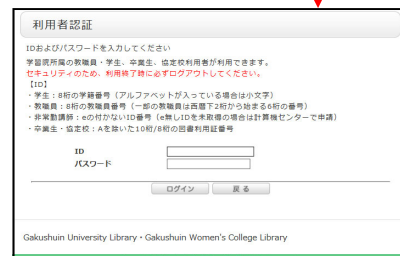 利用者認証
IDおよびパスワードを入力してください
学習院所属の教職員・学生、卒業生、協定校利用者が利用できます。
セキュリティのため、利用終了時に必ずログアウトしてください。
【ID】
・学生：8桁の学籍番号（アルファベットが入っている場合は小文字）
・教職員：8桁の教職員番号（一部の教職員は西暦下2桁から始まる6桁の番号）
・非常勤講師：eの付かないID番号（e無しIDを未取得の場合は計算機センターで申請）
・卒業生・協定校：Aを除いた10桁/8桁の図書利用証番号
ID
パスワード
ログイン 戻る
Gakushuin University Library・Gakushuin Women's College Library